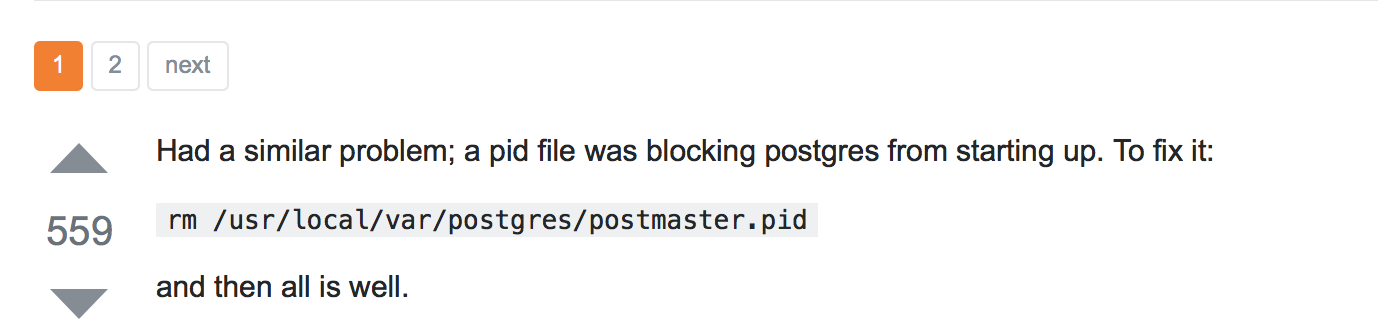 1 2 next
Had a similar problem; a pid file was blocking postgres from starting up. To fix it:
559
rm /usr/local/var/postgres/postmaster.pid
and then all is well.